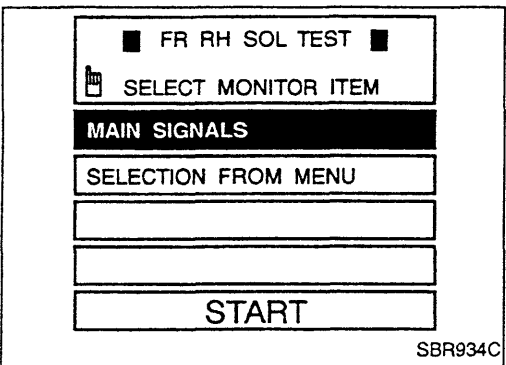 FR RH SOL TEST
SELECT MONITOR ITEM
MAIN SIGNALS
SELECTION FROM MENU
START
SBR934C